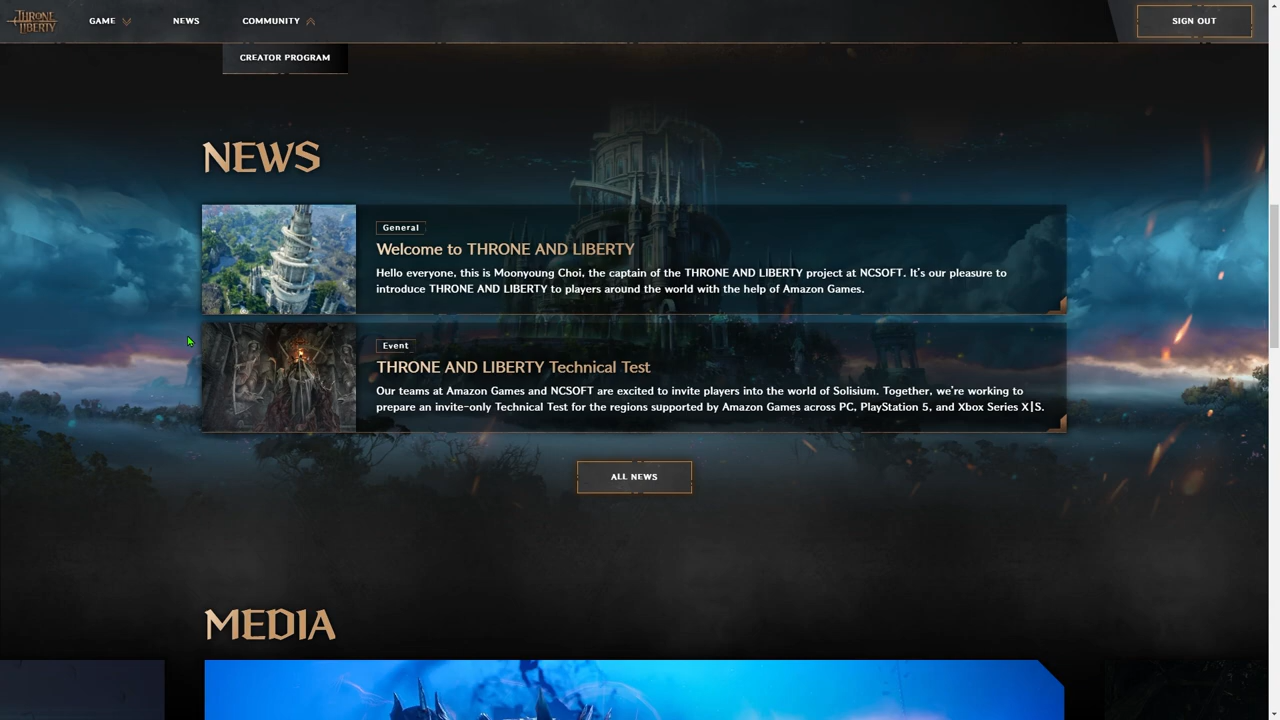 THRONE
LIBERTY
GAME
NEWS
COMMUNITY
SIGN OUT
CREATOR PROGRAM
NEWS
General
Welcome to THRONE AND LIBERTY
Hello everyone, this is Moonyoung Choi, the captain of the THRONE AND LIBERTY project at NCSOFT. It's our pleasure to
introduce THRONE AND LIBERTY to players around the world with the help of Amazon Games.
Event
THRONE AND LIBERTY Technical Test
Our teams at Amazon Games and NCSOFT are excited to invite players into the world of Solisium. Together, we're working to
prepare an invite-only Technical Test for the regions supported by Amazon Games across PC, PlayStation 5, and Xbox Series X|S.
ALL NEWS
MEDIA